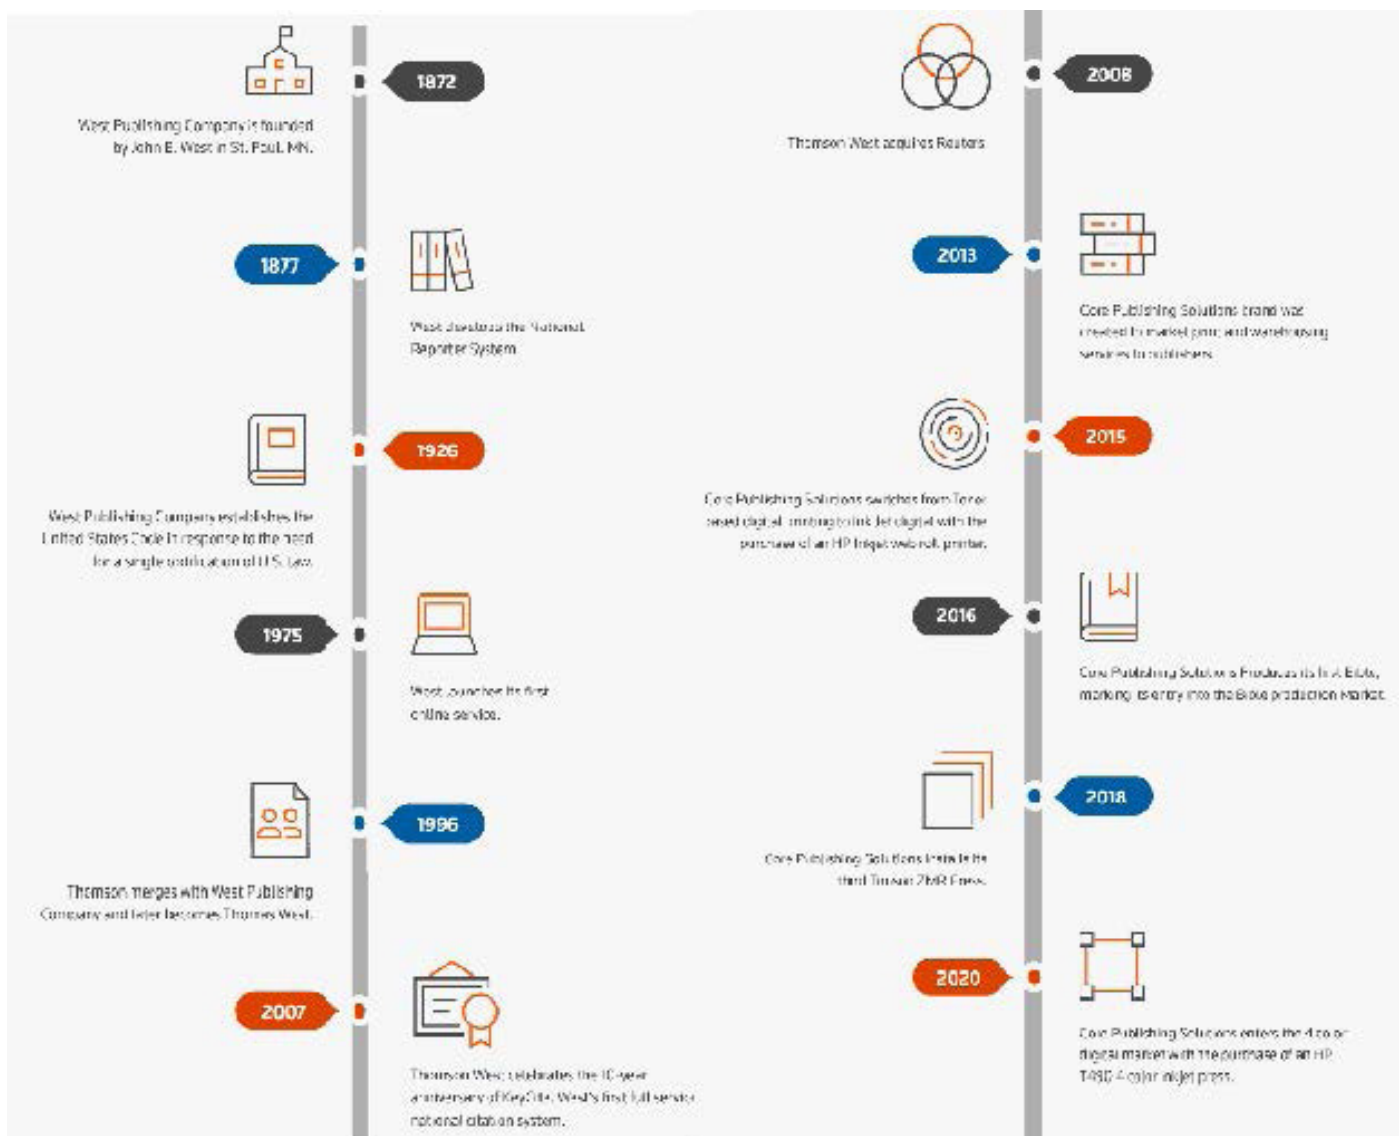 1872
West Publishing Company is founded
by John B. West in St. Paul, MN.
1877
West develops the National
Reporter System
1926
West Publishing Company establishes the
United States Code in response to the need
for a single codification of U.S. Law.
1975
West launches its first
online service.
1996
Thomson merges with West Publishing
Company and later becomes Thomas West.
2007
Thomson West celebrates the 10-year
anniversary of KeyCite, West's first full service
national citation system.
2008
Thomson West acquires Reuters
2013
Core Publishing Solutions brand was
created to market print and warehousing
services to publishers.
2015
Core Publishing Solutions switches from Toner
based digital printing to Ink Jet digital with the
purchase of an HP Inkjet web roll printer.
2016
Core Publishing Solutions Produces its first Bible,
marking its entry into the Bible production Market.
2018
Core Publishing Solutions installs its
third Timson ZMR Press.
2020
Core Publishing Solutions enters the 4 color
digital market with the purchase of an HP
4 color inkjet press.